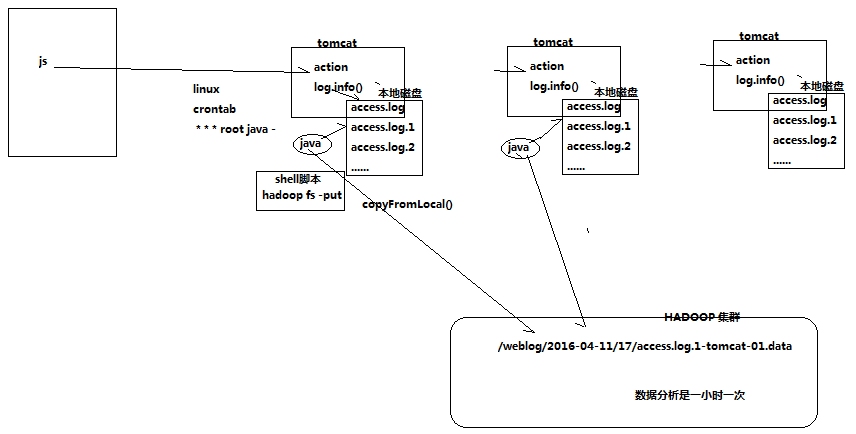 js
tomcat
action
log.info()
本地磁盘
access.log
access.log.1
access.log.2
......
linux
crontab
* * * root java -
java
shell脚本
hadoop fs -put
copyFromLocal()
tomcat
action
log.info()
本地磁盘
access.log
access.log.1
access.log.2
......
java
tomcat
action
log.info()
本地磁盘
access.log
access.log.1
access.log.2
......
HADOOP 集群
/weblog/2016-04-11/17/access.log.1-tomcat-01.data
数据分析是一小时一次